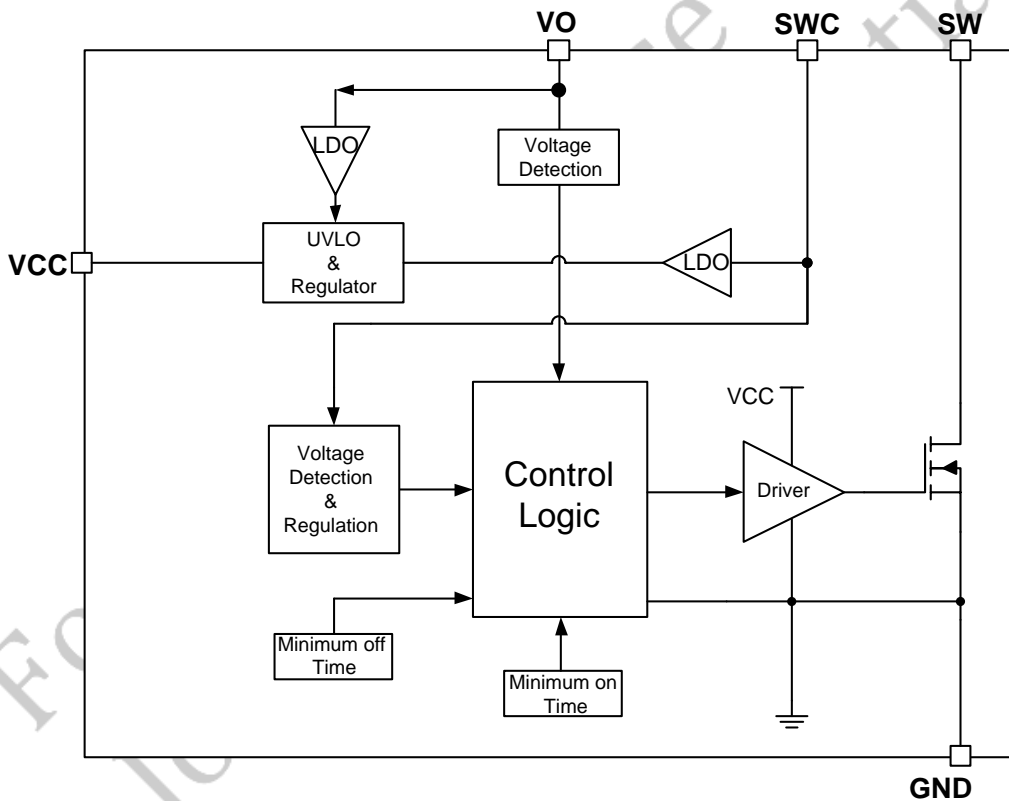 VO
SWC
SW
LDO
Voltage
Detection
VCC
UVLO
&
Regulator
LDO
Voltage
Detection
&
Regulation
Control
Logic
VCC
Driver
Minimum off
Time
Minimum on
Time
GND